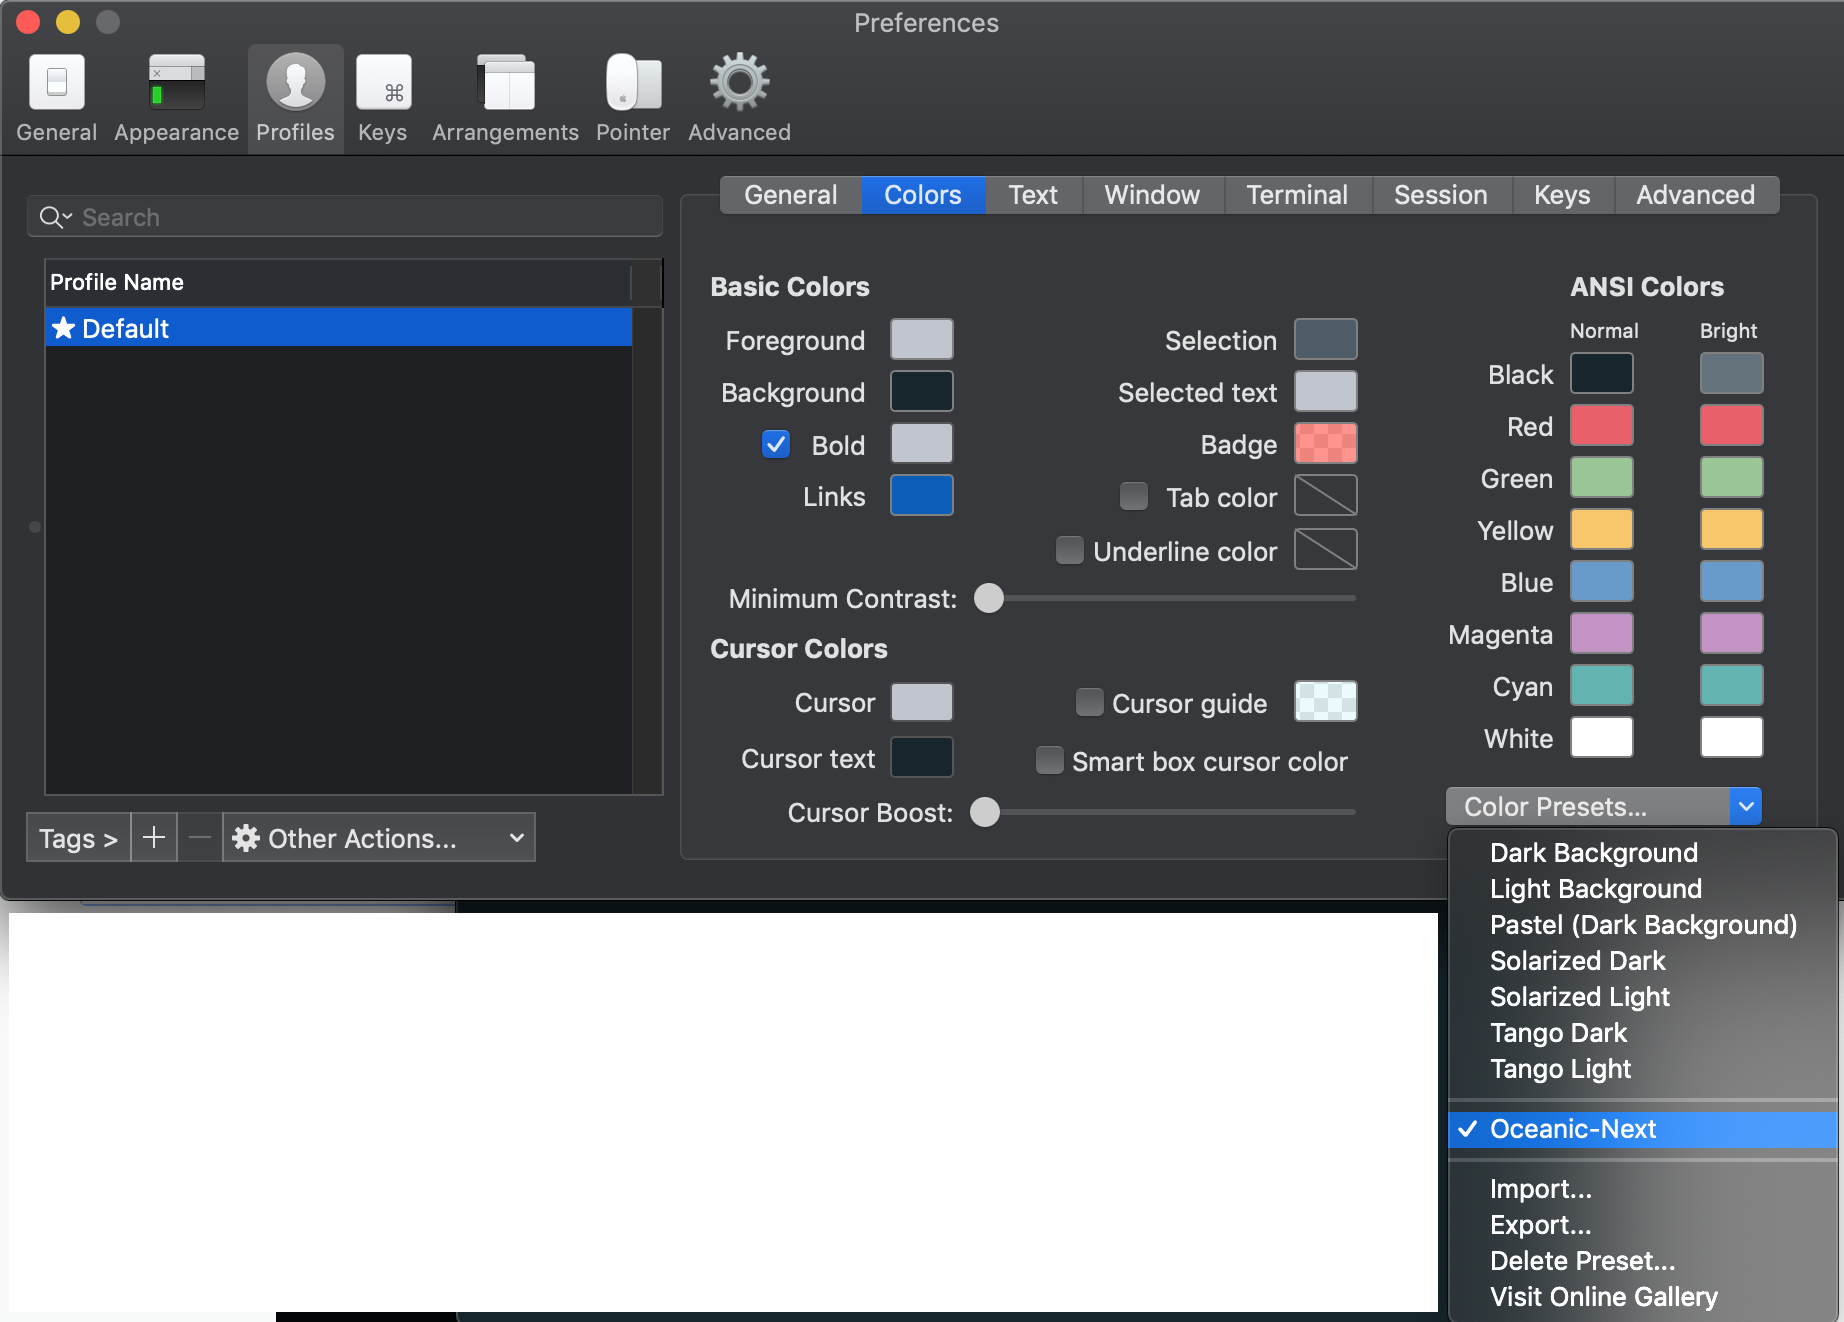 Preferences
General Appearance Profiles Keys Arrangements Pointer Advanced
Search
Profile Name
Default
Tags > + − Other Actions...
General Colors Text Window Terminal Session Keys Advanced
Basic Colors
Foreground
Background
Bold
Links
Selection
Selected text
Badge
Tab color
Underline color
Minimum Contrast:
Cursor Colors
Cursor
Cursor text
Cursor guide
Smart box cursor color
Cursor Boost:
ANSI Colors
Normal Bright
Black
Red
Green
Yellow
Blue
Magenta
Cyan
White
Color Presets...
Dark Background
Light Background
Pastel (Dark Background)
Solarized Dark
Solarized Light
Tango Dark
Tango Light
✓ Oceanic-Next
Import...
Export...
Delete Preset...
Visit Online Gallery